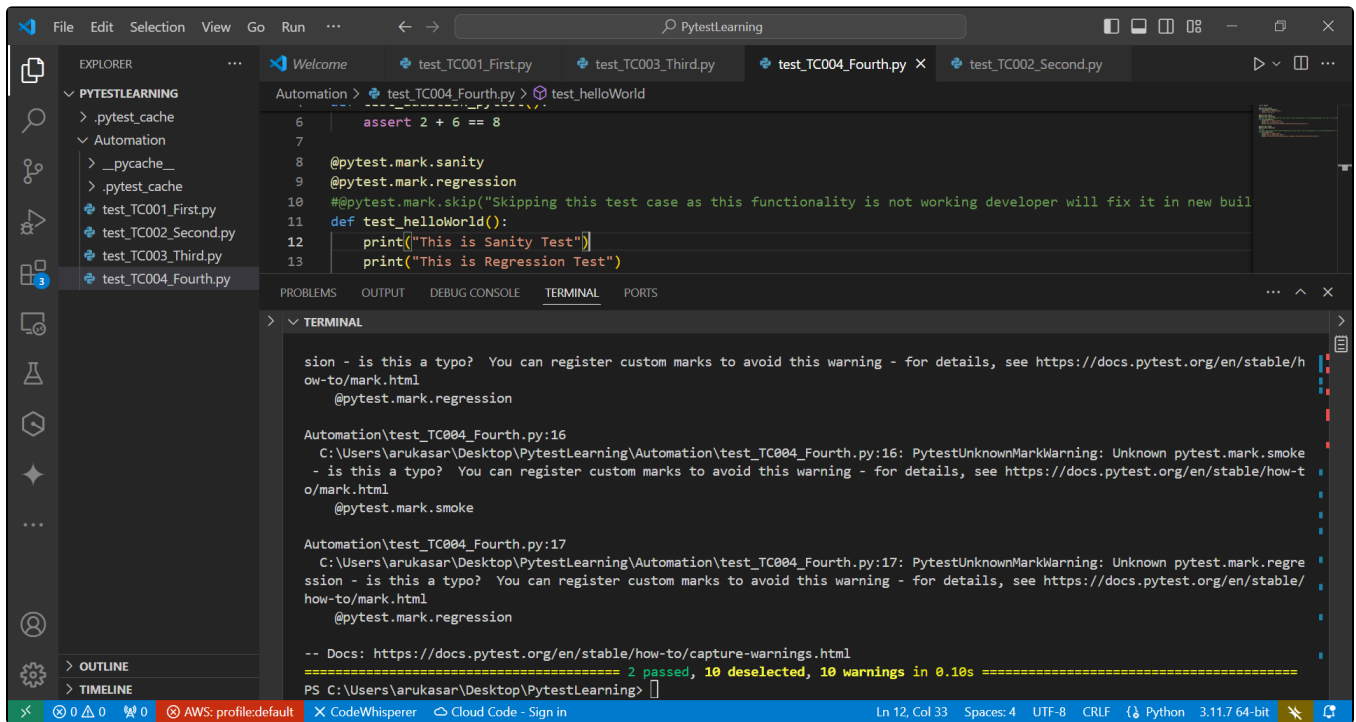 File Edit Selection View Go Run ··· PytestLearning
EXPLORER ···
PYTESTLEARNING
.pytest_cache
Automation
__pycache__
.pytest_cache
test_TC001_First.py
test_TC002_Second.py
test_TC003_Third.py
test_TC004_Fourth.py
OUTLINE
TIMELINE
3
Welcome test_TC001_First.py test_TC003_Third.py test_TC004_Fourth.py test_TC002_Second.py
Automation > test_TC004_Fourth.py > test_helloWorld
6 assert 2 + 6 == 8
7
8 @pytest.mark.sanity
9 @pytest.mark.regression
10 #@pytest.mark.skip("Skipping this test case as this functionality is not working developer will fix it in new buil
11 def test_helloWorld():
12 print("This is Sanity Test")
13 print("This is Regression Test")
PROBLEMS OUTPUT DEBUG CONSOLE TERMINAL PORTS
TERMINAL
sion - is this a typo?  You can register custom marks to avoid this warning - for details, see https://docs.pytest.org/en/stable/h
ow-to/mark.html
@pytest.mark.regression
Automation\test_TC004_Fourth.py:16
C:\Users\arukasar\Desktop\PytestLearning\Automation\test_TC004_Fourth.py:16: PytestUnknownMarkWarning: Unknown pytest.mark.smoke
- is this a typo?  You can register custom marks to avoid this warning - for details, see https://docs.pytest.org/en/stable/how-t
o/mark.html
@pytest.mark.smoke
Automation\test_TC004_Fourth.py:17
C:\Users\arukasar\Desktop\PytestLearning\Automation\test_TC004_Fourth.py:17: PytestUnknownMarkWarning: Unknown pytest.mark.regre
ssion - is this a typo?  You can register custom marks to avoid this warning - for details, see https://docs.pytest.org/en/stable/
how-to/mark.html
@pytest.mark.regression
-- Docs: https://docs.pytest.org/en/stable/how-to/capture-warnings.html
======================================== 2 passed, 10 deselected, 10 warnings in 0.10s ========================================
PS C:\Users\arukasar\Desktop\PytestLearning>
0 0 0 AWS: profile:default CodeWhisperer Cloud Code - Sign in Ln 12, Col 33 Spaces: 4 UTF-8 CRLF Python 3.11.7 64-bit